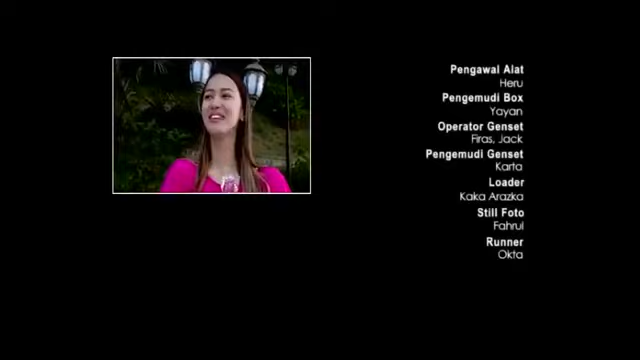 Pengawal Alat
Heru
Pengemudi Box
Yayan
Operator Genset
Firas, Jack
Pengemudi Genset
Karta
Loader
Kaka Arazka
Still Foto
Fahrul
Runner
Okta